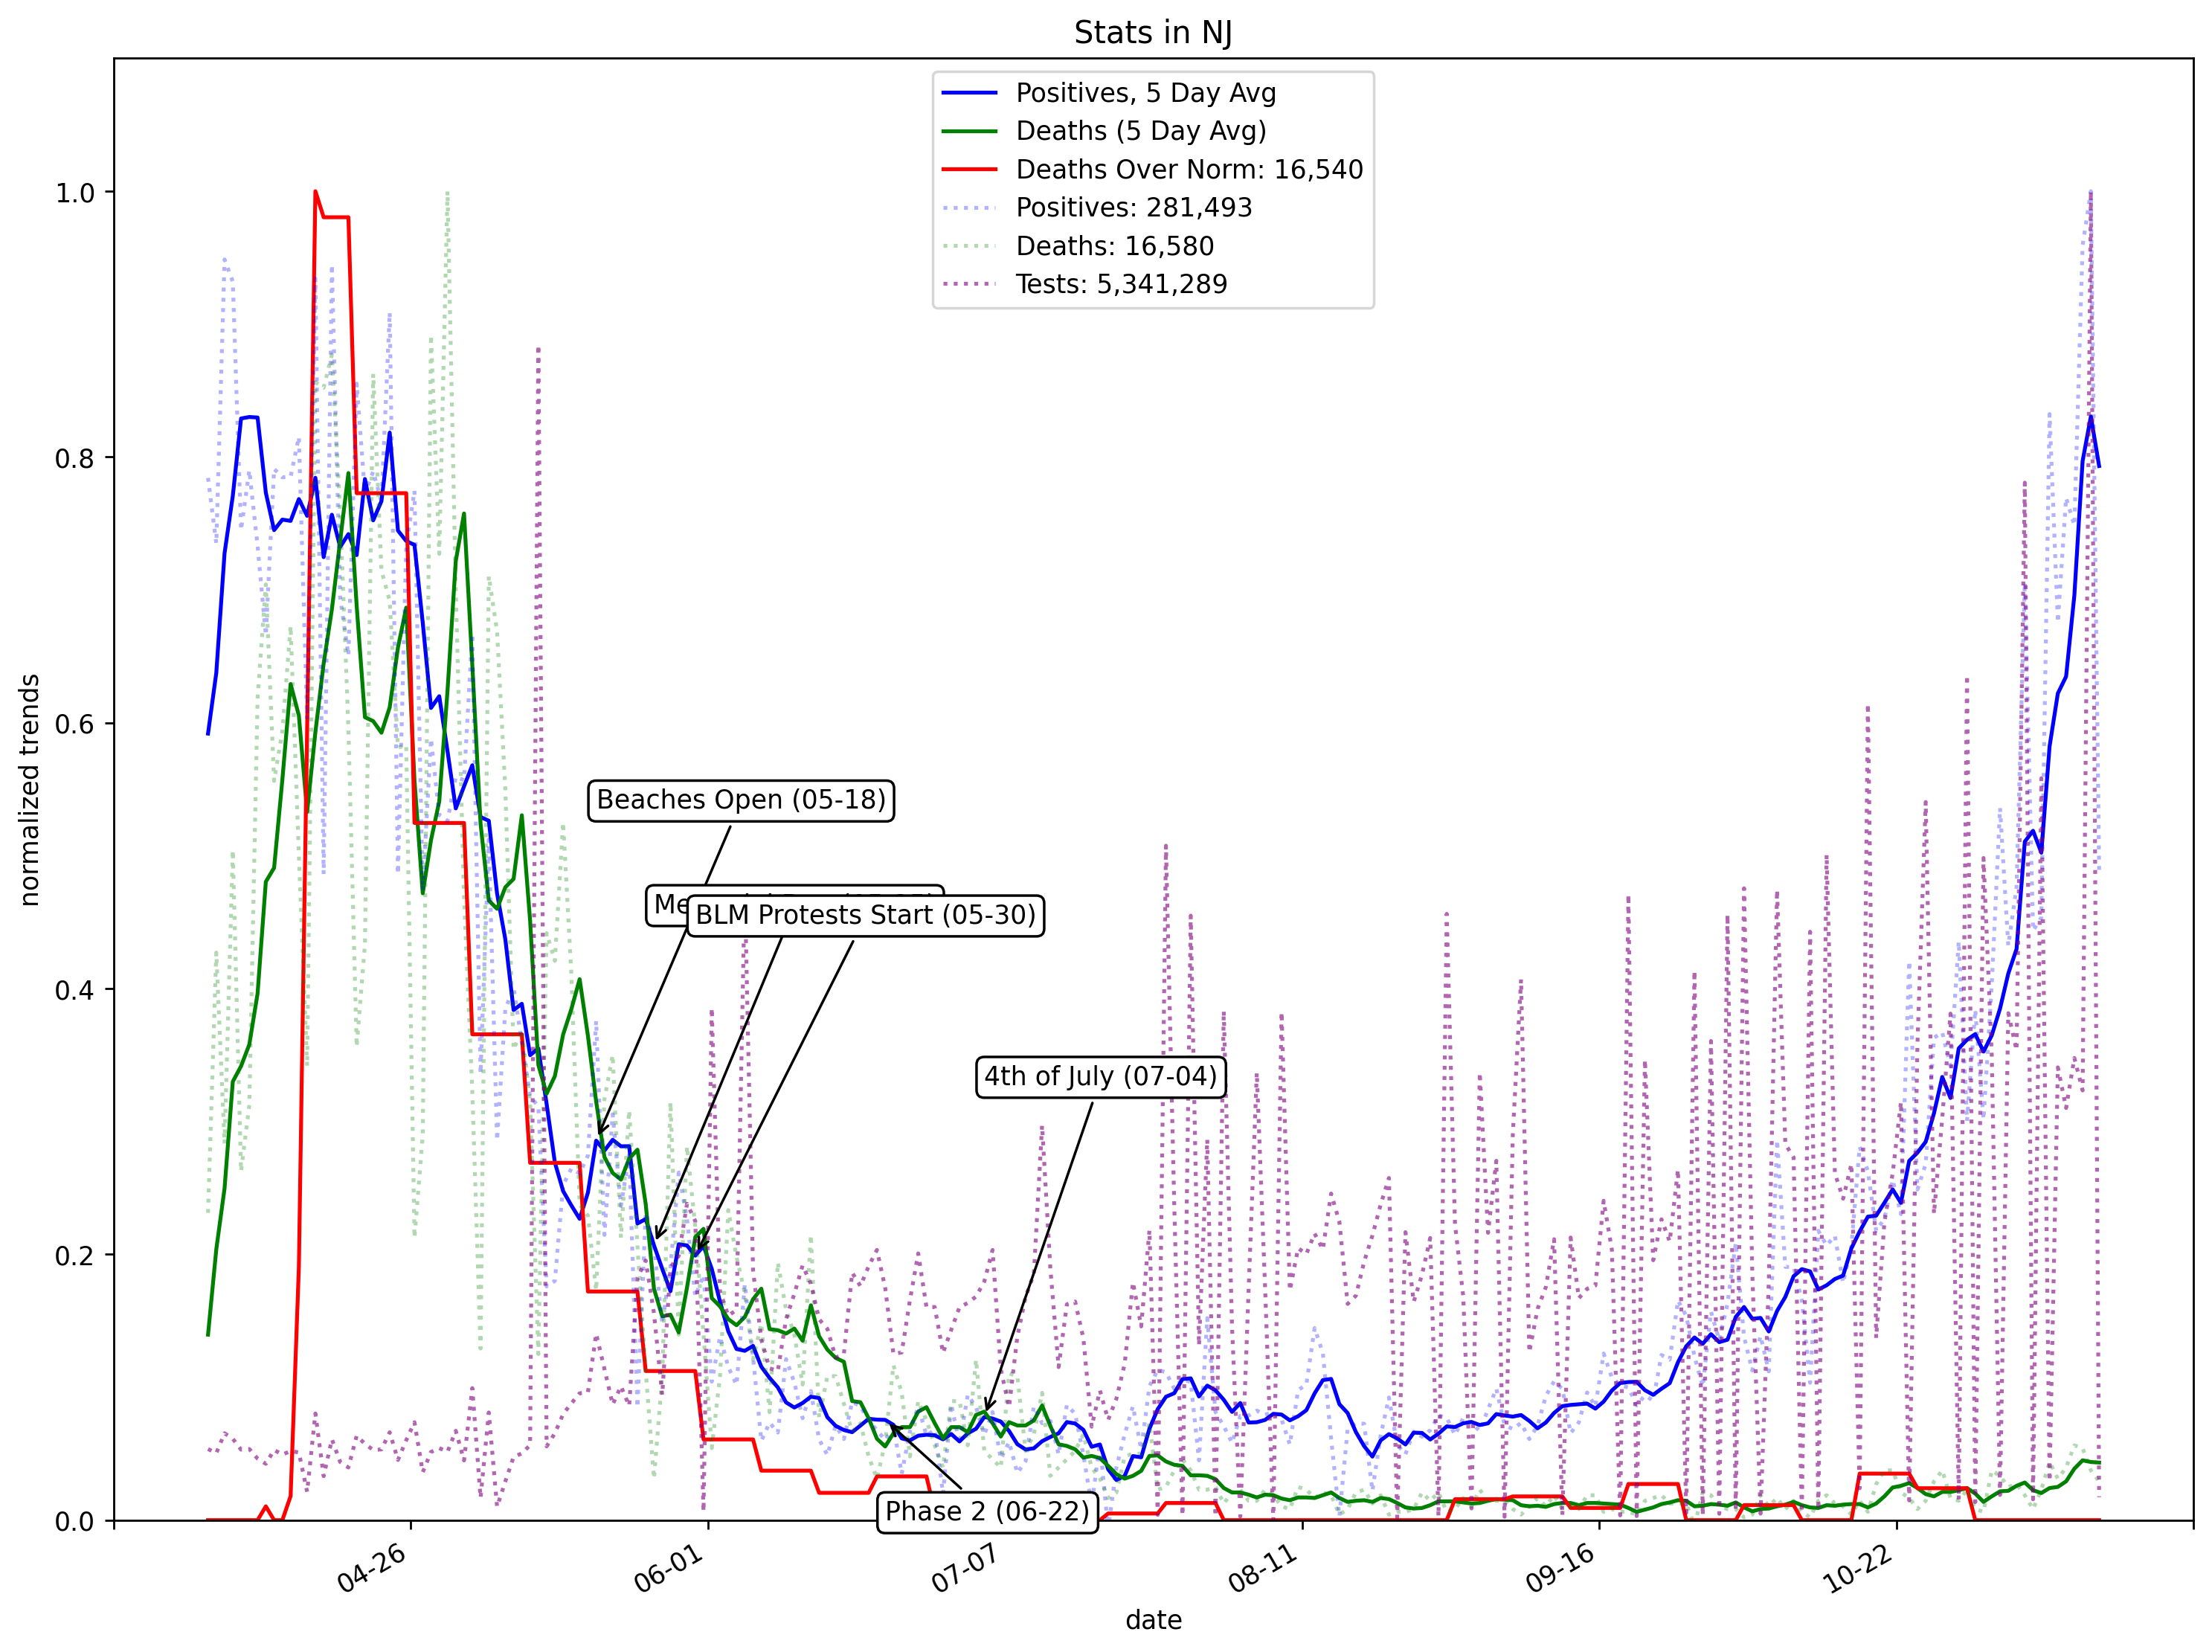 Stats in NJ
Positives, 5 Day Avg
Deaths (5 Day Avg)
Deaths Over Norm: 16,540
Positives: 281,493
Deaths: 16,580
Tests: 5,341,289
1.0
0.8
0.6
0.4
0.2
0.0
normalized trends
Beaches Open (05-18)
BLM Protests Start (05-30)
4th of July (07-04)
Phase 2 (06-22)
04-26
06-01
07-07
08-11
09-16
10-22
date